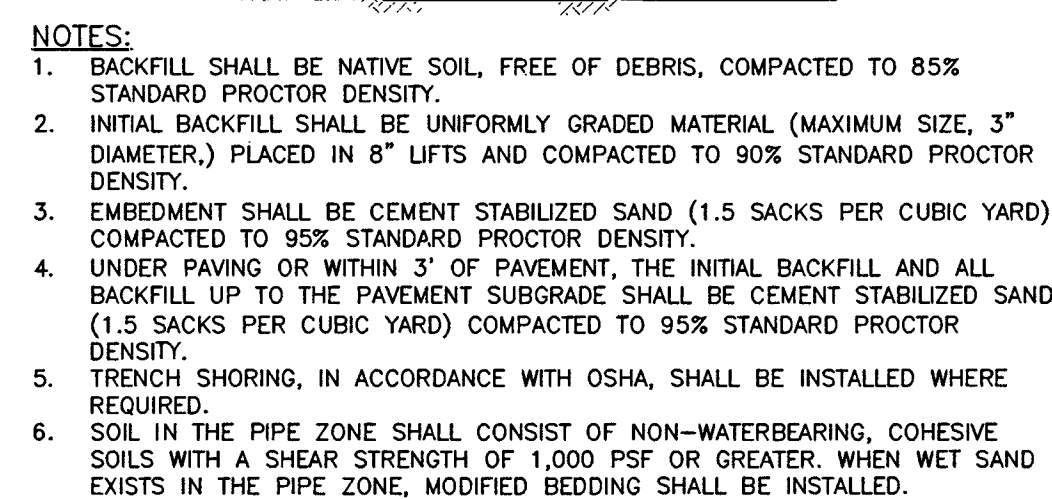 NOTES:
1. BACKFILL SHALL BE NATIVE SOIL, FREE OF DEBRIS, COMPACTED TO 85%
STANDARD PROCTOR DENSITY.
2. INITIAL BACKFILL SHALL BE UNIFORMLY GRADED MATERIAL (MAXIMUM SIZE, 3"
DIAMETER,) PLACED IN 8" LIFTS AND COMPACTED TO 90% STANDARD PROCTOR
DENSITY.
3. EMBEDMENT SHALL BE CEMENT STABILIZED SAND (1.5 SACKS PER CUBIC YARD)
COMPACTED TO 95% STANDARD PROCTOR DENSITY.
4. UNDER PAVING OR WITHIN 3' OF PAVEMENT, THE INITIAL BACKFILL AND ALL
BACKFILL UP TO THE PAVEMENT SUBGRADE SHALL BE CEMENT STABILIZED SAND
(1.5 SACKS PER CUBIC YARD) COMPACTED TO 95% STANDARD PROCTOR
DENSITY.
5. TRENCH SHORING, IN ACCORDANCE WITH OSHA, SHALL BE INSTALLED WHERE
REQUIRED.
6. SOIL IN THE PIPE ZONE SHALL CONSIST OF NON-WATERBEARING, COHESIVE
SOILS WITH A SHEAR STRENGTH OF 1,000 PSF OR GREATER. WHEN WET SAND
EXISTS IN THE PIPE ZONE, MODIFIED BEDDING SHALL BE INSTALLED.